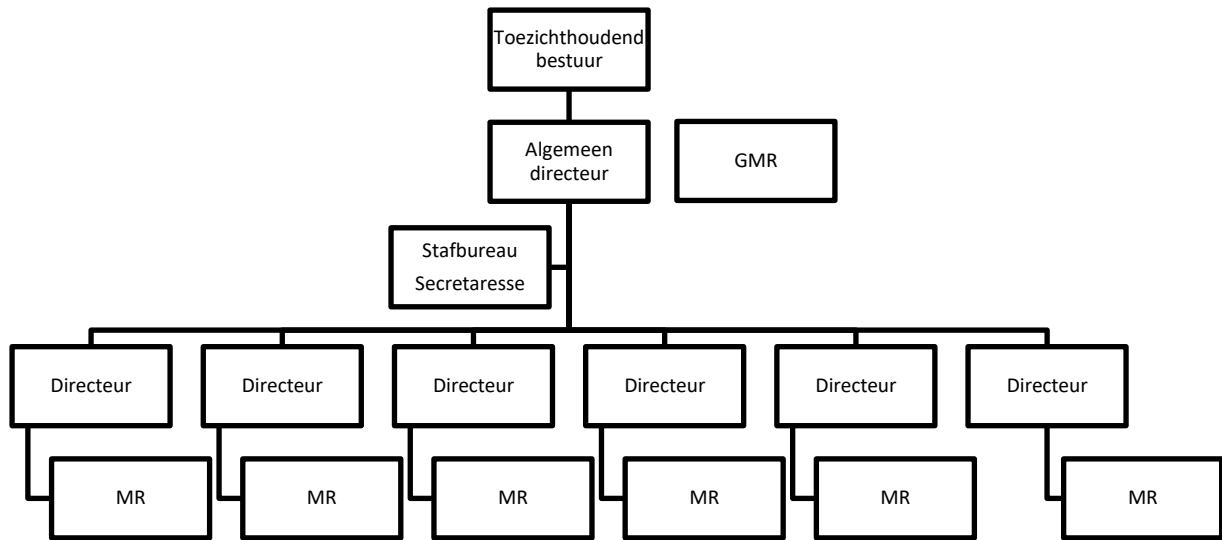 Toezichthoudend
bestuur
Algemeen
directeur
GMR
Stafbureau
Secretaresse
Directeur
Directeur
Directeur
Directeur
Directeur
Directeur
MR
MR
MR
MR
MR
MR